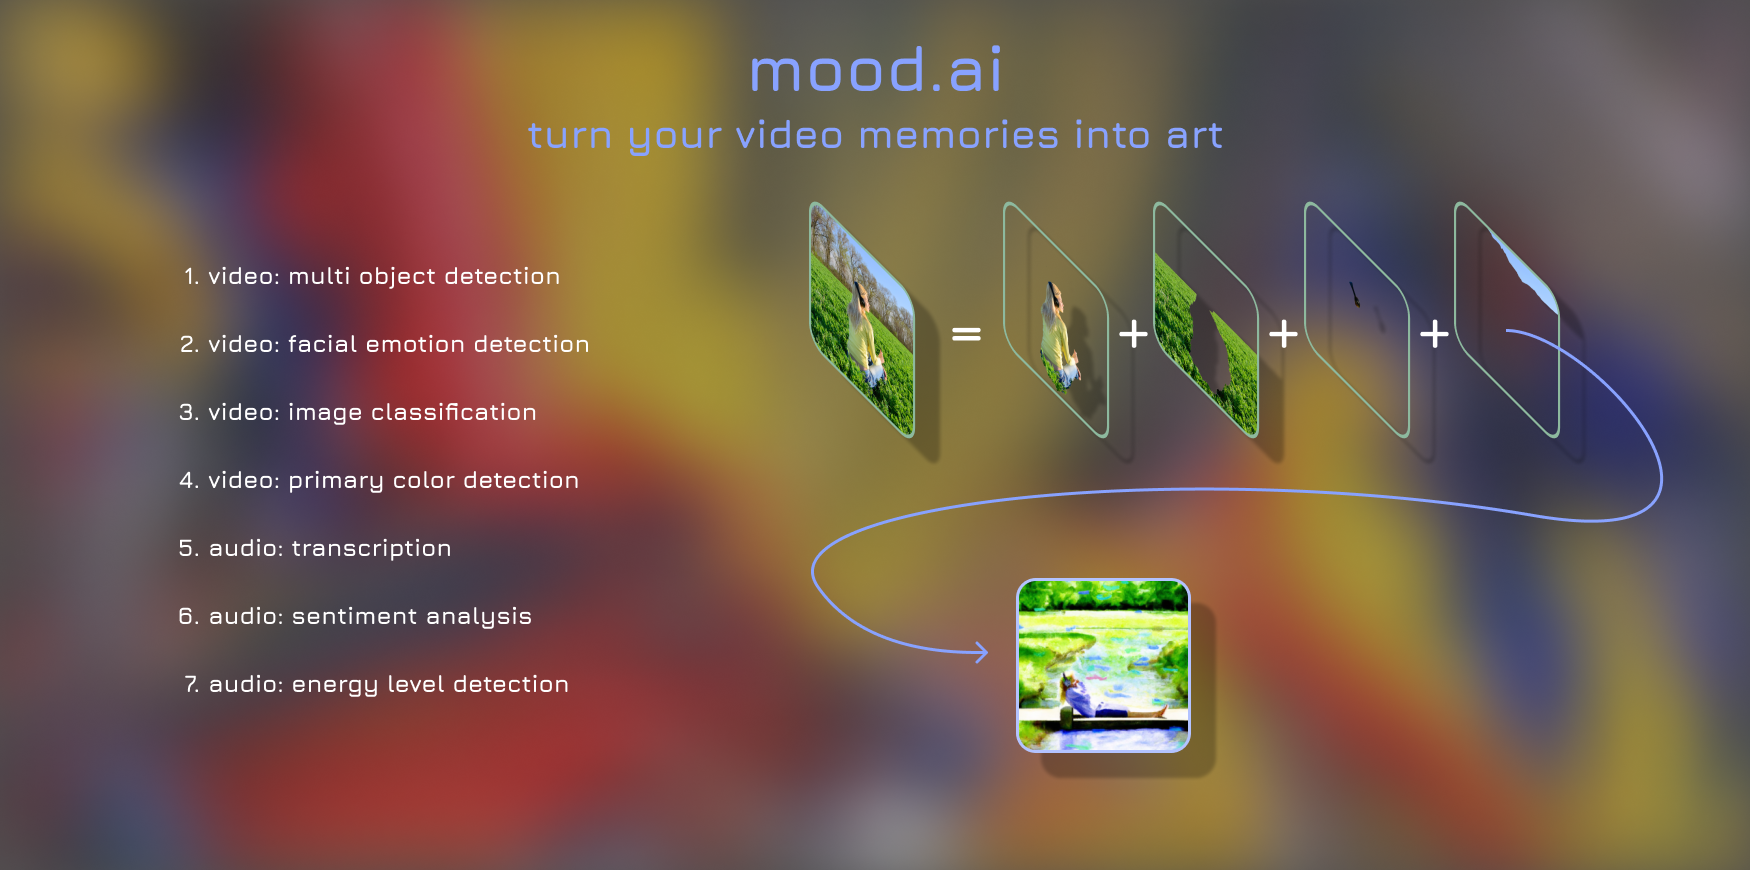 mood.ai
turn your video memories into art
1. video: multi object detection
2. video: facial emotion detection
3. video: image classification
4. video: primary color detection
5. audio: transcription
6. audio: sentiment analysis
7. audio: energy level detection
= + + +